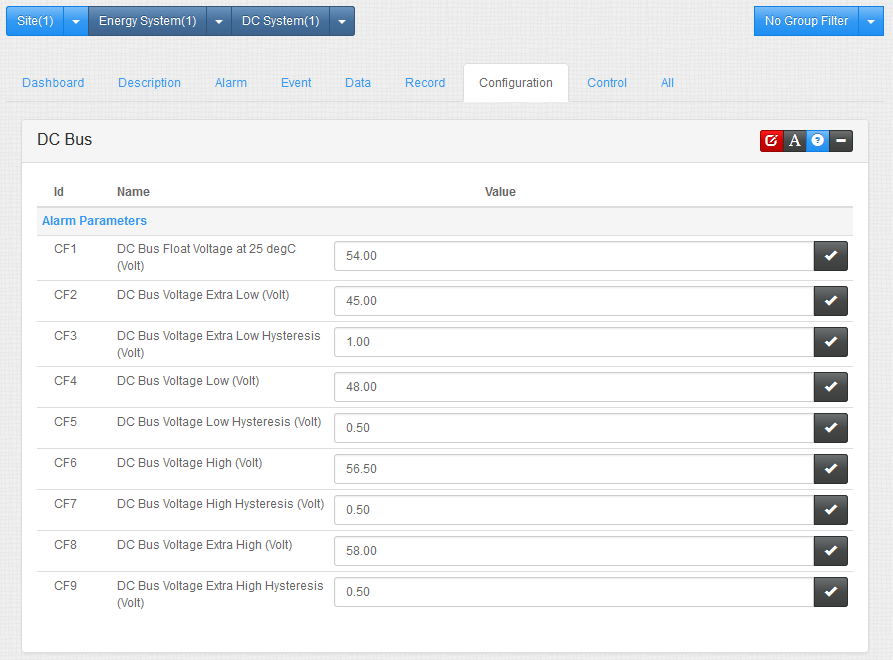 Site(1) Energy System(1) DC System(1) No Group Filter
Dashboard Description Alarm Event Data Record Configuration Control All
DC Bus
A ?
Id Name Value
Alarm Parameters
CF1 DC Bus Float Voltage at 25 degC 54.00
(Volt)
CF2 DC Bus Voltage Extra Low (Volt) 45.00
CF3 DC Bus Voltage Extra Low Hysteresis 1.00
(Volt)
CF4 DC Bus Voltage Low (Volt) 48.00
CF5 DC Bus Voltage Low Hysteresis (Volt) 0.50
CF6 DC Bus Voltage High (Volt) 56.50
CF7 DC Bus Voltage High Hysteresis (Volt) 0.50
CF8 DC Bus Voltage Extra High (Volt) 58.00
CF9 DC Bus Voltage Extra High Hysteresis 0.50
(Volt)